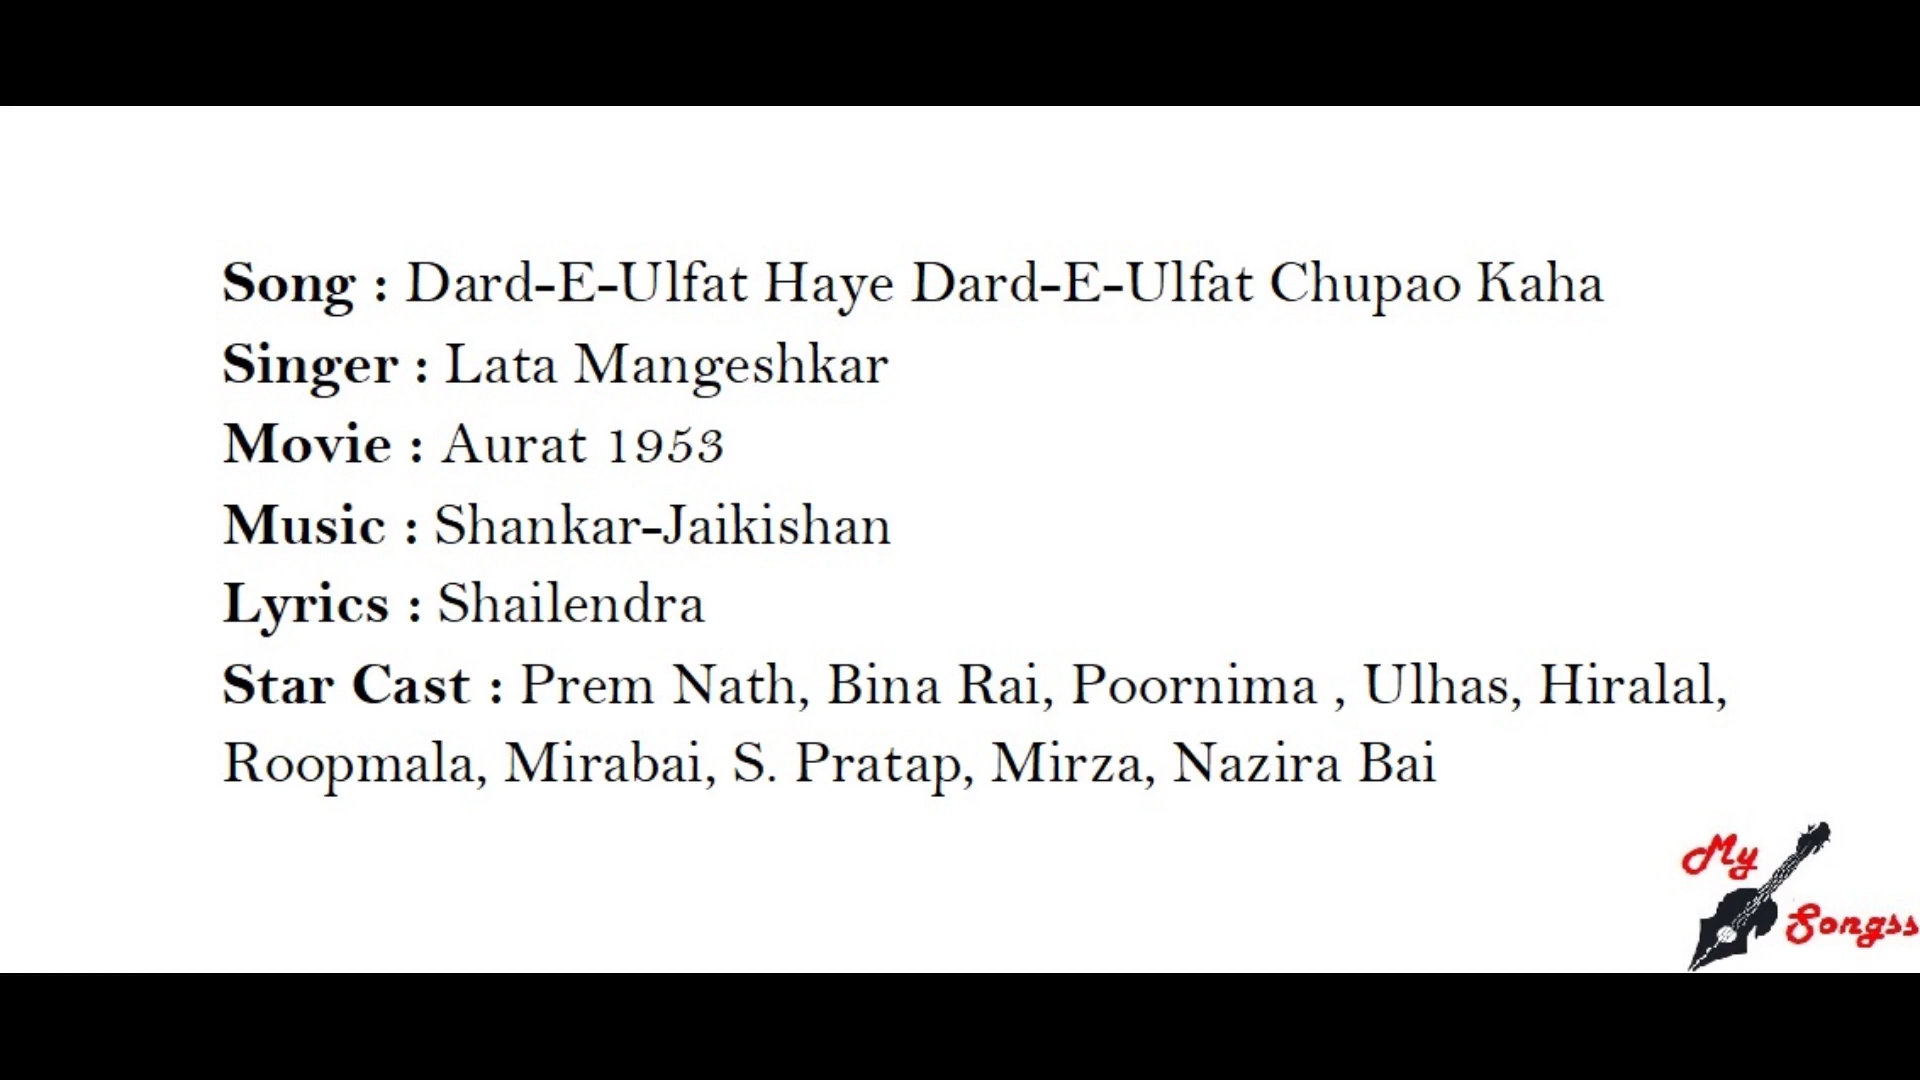 Song : Dard-E-Ulfat Haye Dard-E-Ulfat Chupao Kaha
Singer : Lata Mangeshkar
Movie : Aurat 1953
Music : Shankar-Jaikishan
Lyrics : Shailendra
Star Cast : Prem Nath, Bina Rai, Poornima , Ulhas, Hiralal,
Roopmala, Mirabai, S. Pratap, Mirza, Nazira Bai
My
Songss